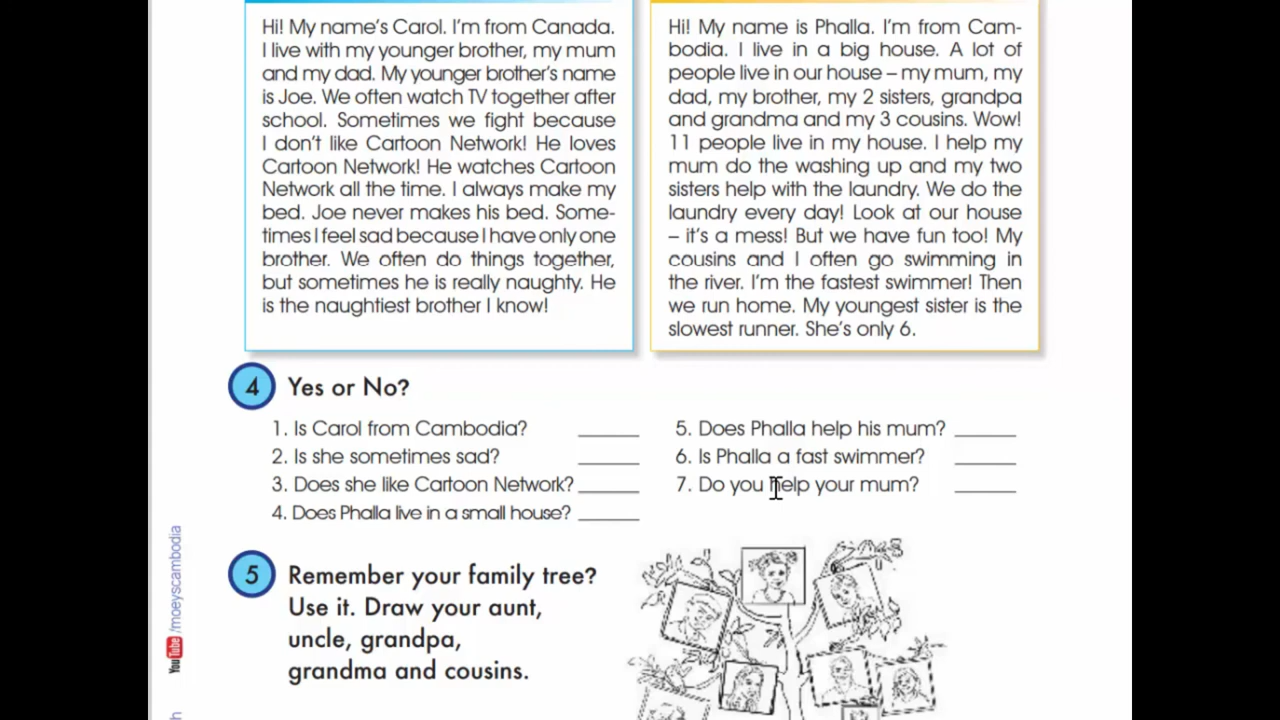 Hi! My name's Carol. I'm from Canada.
I live with my younger brother, my mum
and my dad. My younger brother's name
is Joe. We often watch TV together after
school. Sometimes we fight because
I don't like Cartoon Network! He loves
Cartoon Network! He watches Cartoon
Network all the time. I always make my
bed. Joe never makes his bed. Some-
times I feel sad because I have only one
brother. We often do things together,
but sometimes he is really naughty. He
is the naughtiest brother I know!
Hi! My name is Phalla. I'm from Cam-
bodia. I live in a big house. A lot of
people live in our house – my mum, my
dad, my brother, my 2 sisters, grandpa
and grandma and my 3 cousins. Wow!
11 people live in my house. I help my
mum do the washing up and my two
sisters help with the laundry. We do the
laundry every day! Look at our house
– it's a mess! But we have fun too! My
cousins and I often go swimming in
the river. I'm the fastest swimmer! Then
we run home. My youngest sister is the
slowest runner. She's only 6.
4 Yes or No?
1. Is Carol from Cambodia? ______
2. Is she sometimes sad? ______
3. Does she like Cartoon Network? ______
4. Does Phalla live in a small house? ______
5. Does Phalla help his mum? ______
6. Is Phalla a fast swimmer? ______
7. Do you help your mum? ______
5 Remember your family tree?
Use it. Draw your aunt,
uncle, grandpa,
grandma and cousins.
YouTube /moeyscambodia
h